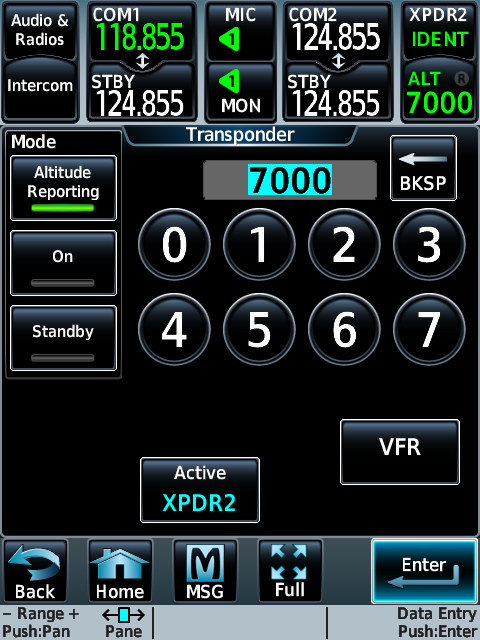 Audio &
Radios
Intercom
COM1
118.855
STBY
124.855
MIC
1
1
MON
COM2
124.855
STBY
124.855
XPDR2
IDENT
ALT R
7000
Transponder
Mode
Altitude
Reporting
On
Standby
7000
BKSP
0 1 2 3
4 5 6 7
VFR
Active
XPDR2
Enter
Back
Home
MSG
Full
- Range +
Push:Pan
Pane
Data Entry
Push:Enter